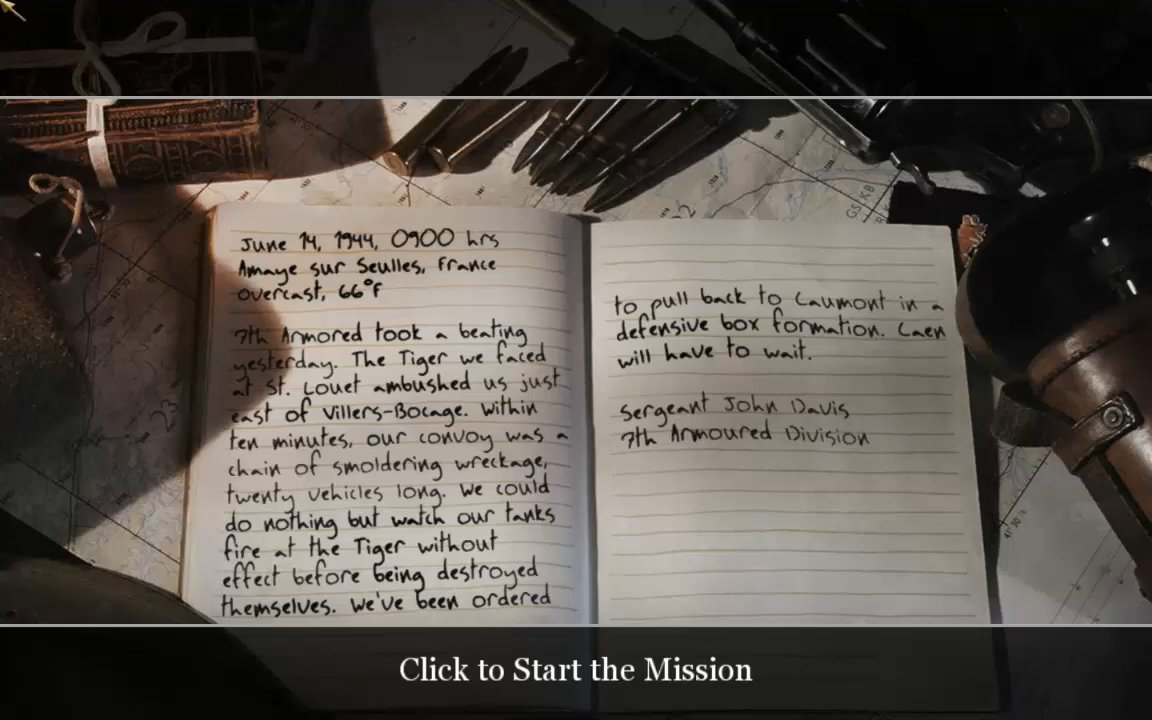 June 14, 1944, 0900 hrs
Amaye sur Seulles, France
overcast, 66°F
7th Armored took a beating
yesterday. The Tiger we faced
at St. Louet ambushed us just
east of Villers-Bocage. Within
ten minutes, our convoy was a
chain of smoldering wreckage,
twenty vehicles long. We could
do nothing but watch our tanks
fire at the Tiger without
effect before being destroyed
themselves. We've been ordered
to pull back to Caumont in a
defensive box formation. Caen
will have to wait.
Sergeant John Davis
7th Armoured Division
Click to Start the Mission